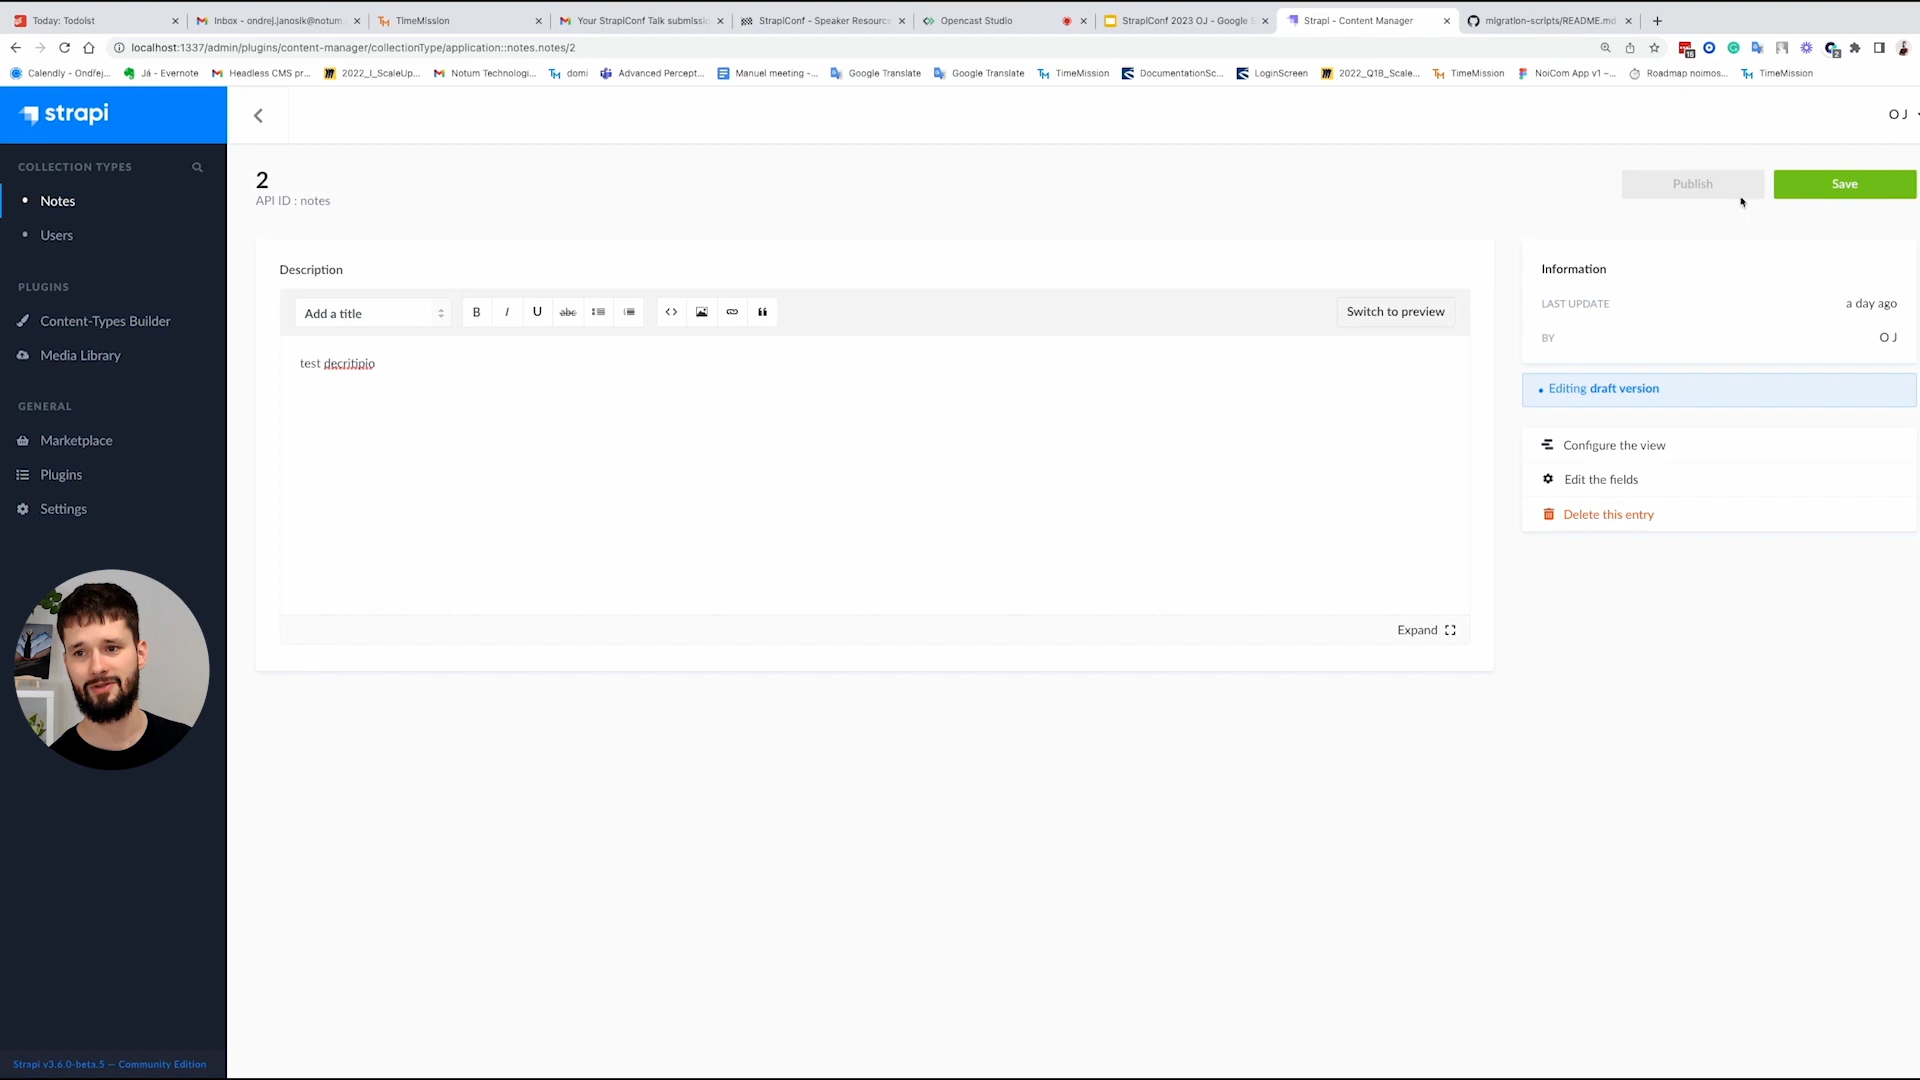 Today: Todoist
Inbox - ondrej.janosik@notum.
TimeMission
Your StrapiConf Talk submissi
StrapiConf - Speaker Resource
Opencast Studio
StrapiConf 2023 OJ - Google S
Strapi - Content Manager
migration-scripts/README.md
localhost:1337/admin/plugins/content-manager/collectionType/application::notes.notes/2
Calendly - Ondřej...
Já - Evernote
Headless CMS pr...
2022_I_ScaleUp...
Notum Technologi...
domi
Advanced Percept...
Manuel meeting -...
Google Translate
Google Translate
TimeMission
DocumentationSc...
LoginScreen
2022_Q1B_Scale...
TimeMission
NoiCom App v1 –...
Roadmap noimos...
TimeMission
strapi
O J
COLLECTION TYPES
Notes
Users
PLUGINS
Content-Types Builder
Media Library
GENERAL
Marketplace
Plugins
Settings
Strapi v3.6.0-beta.5 — Community Edition
2
API ID : notes
Publish
Save
Description
Add a title
B I U abc
Switch to preview
test decritipio
Expand
Information
LAST UPDATE
a day ago
BY
O J
Editing draft version
Configure the view
Edit the fields
Delete this entry